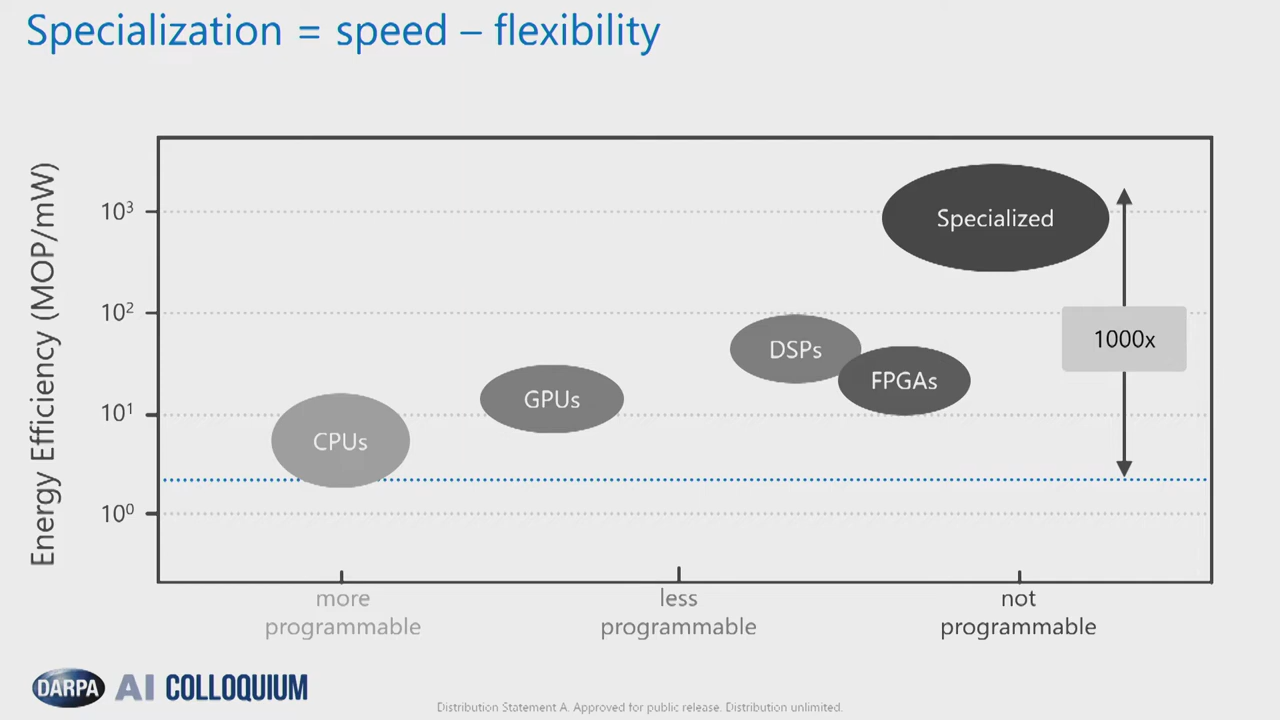 Specialization = speed – flexibility
Energy Efficiency (MOP/mW)
10³
10²
10¹
10⁰
Specialized
1000x
DSPs
FPGAs
GPUs
CPUs
more
programmable
less
programmable
not
programmable
DARPA AI COLLOQUIUM
Distribution Statement A. Approved for public release. Distribution unlimited.